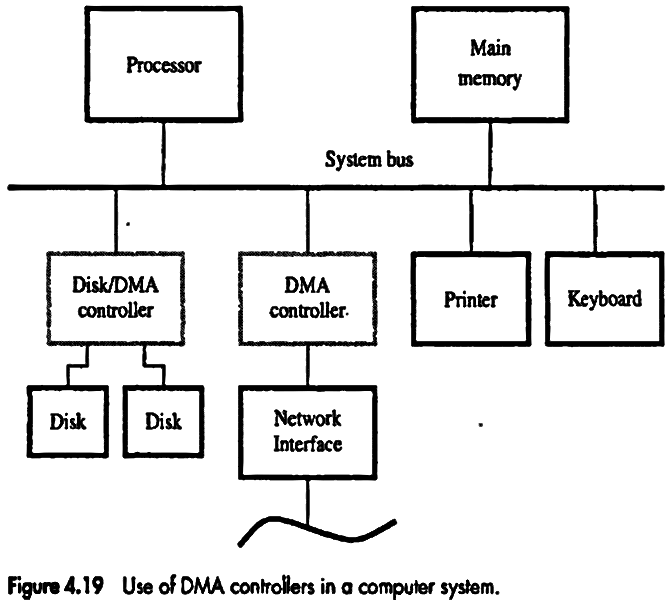 Processor
Main
memory
System bus
Disk/DMA
controller
DMA
controller
Printer
Keyboard
Disk
Disk
Network
Interface
Figure 4.19 Use of DMA controllers in a computer system.